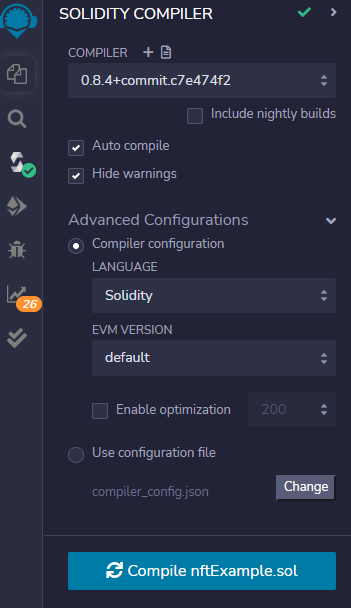 SOLIDITY COMPILER
COMPILER
0.8.4+commit.c7e474f2
Include nightly builds
Auto compile
Hide warnings
Advanced Configurations
Compiler configuration
LANGUAGE
Solidity
EVM VERSION
default
26
Enable optimization 200
Use configuration file
compiler_config.json Change
Compile nftExample.sol